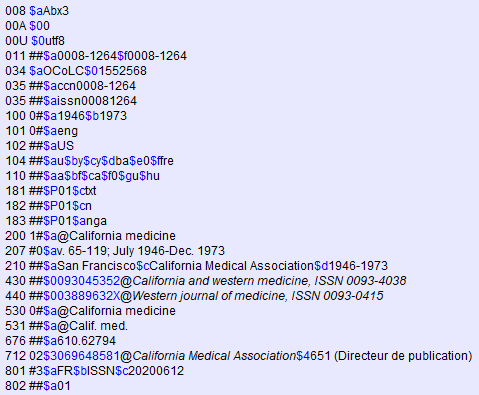 008 $aAbx3
00A $00
00U $0utf8
011 ##$a0008-1264$f0008-1264
034 $aOCoLC$01552568
035 ##$accn0008-1264
035 ##$aissn00081264
100 0#$a1946$b1973
101 0#$aeng
102 ##$aUS
104 ##$au$by$cy$dba$e0$ffre
110 ##$aa$bf$ca$f0$gu$hu
181 ##$P01$ctxt
182 ##$P01$cn
183 ##$P01$anga
200 1#$a@California medicine
207 #0$av. 65-119; July 1946-Dec. 1973
210 ##$aSan Francisco$cCalifornia Medical Association$d1946-1973
430 ##$0093045352@California and western medicine, ISSN 0093-4038
440 ##$003889632X@Western journal of medicine, ISSN 0093-0415
530 0#$a@California medicine
531 ##$a@Calif. med.
676 ##$a610.62794
712 02$3069648581@California Medical Association$4651 (Directeur de publication)
801 #3$aFR$bISSN$c20200612
802 ##$a01